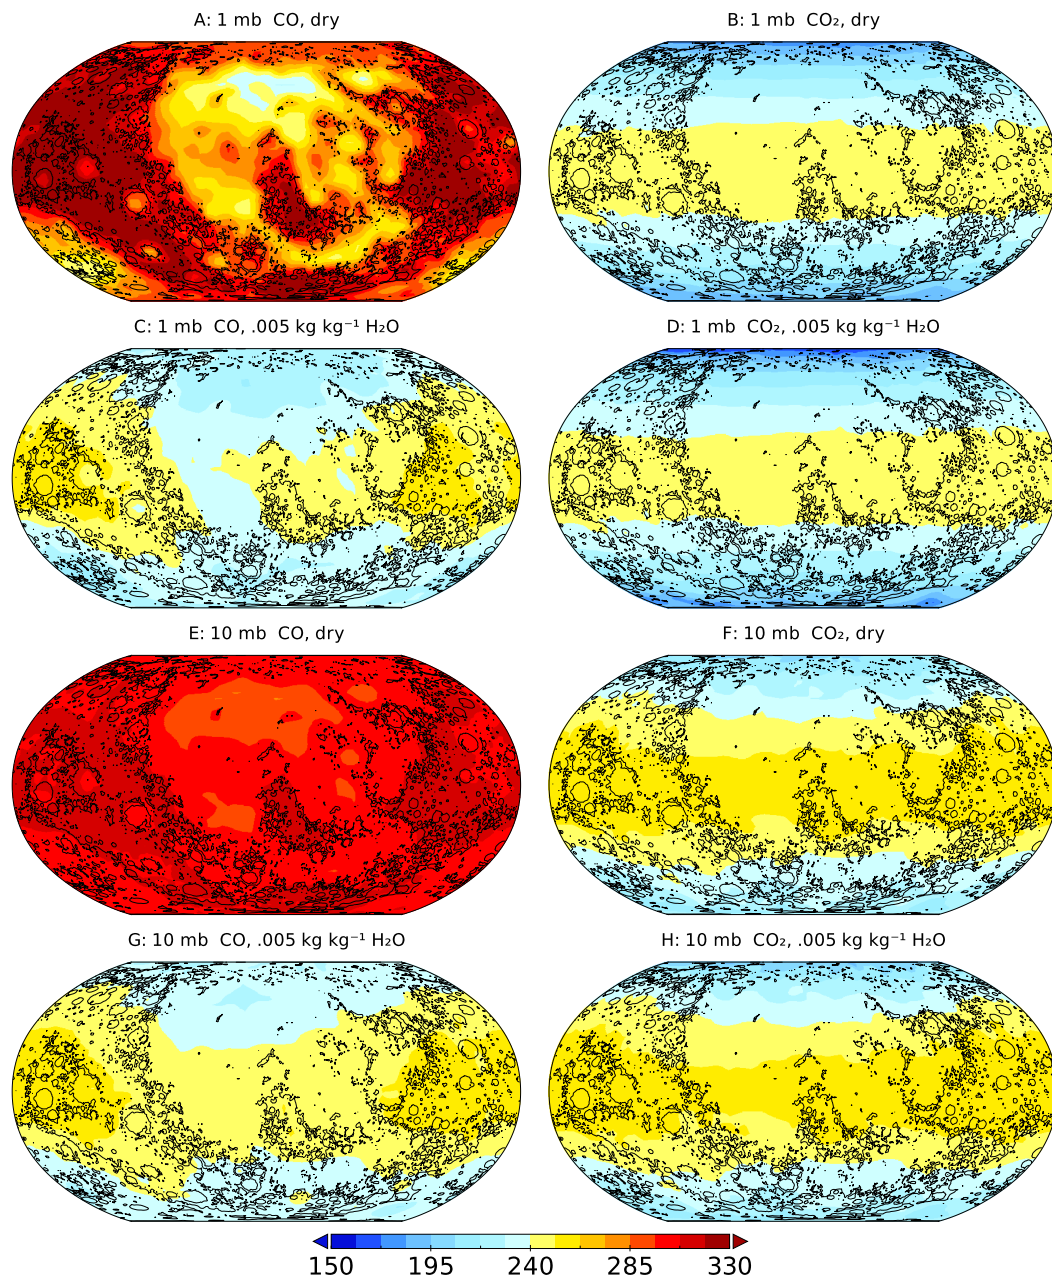 A: 1 mb  CO, dry
B: 1 mb  CO₂, dry
C: 1 mb  CO, .005 kg kg⁻¹ H₂O
D: 1 mb  CO₂, .005 kg kg⁻¹ H₂O
E: 10 mb  CO, dry
F: 10 mb  CO₂, dry
G: 10 mb  CO, .005 kg kg⁻¹ H₂O
H: 10 mb  CO₂, .005 kg kg⁻¹ H₂O
150 195 240 285 330